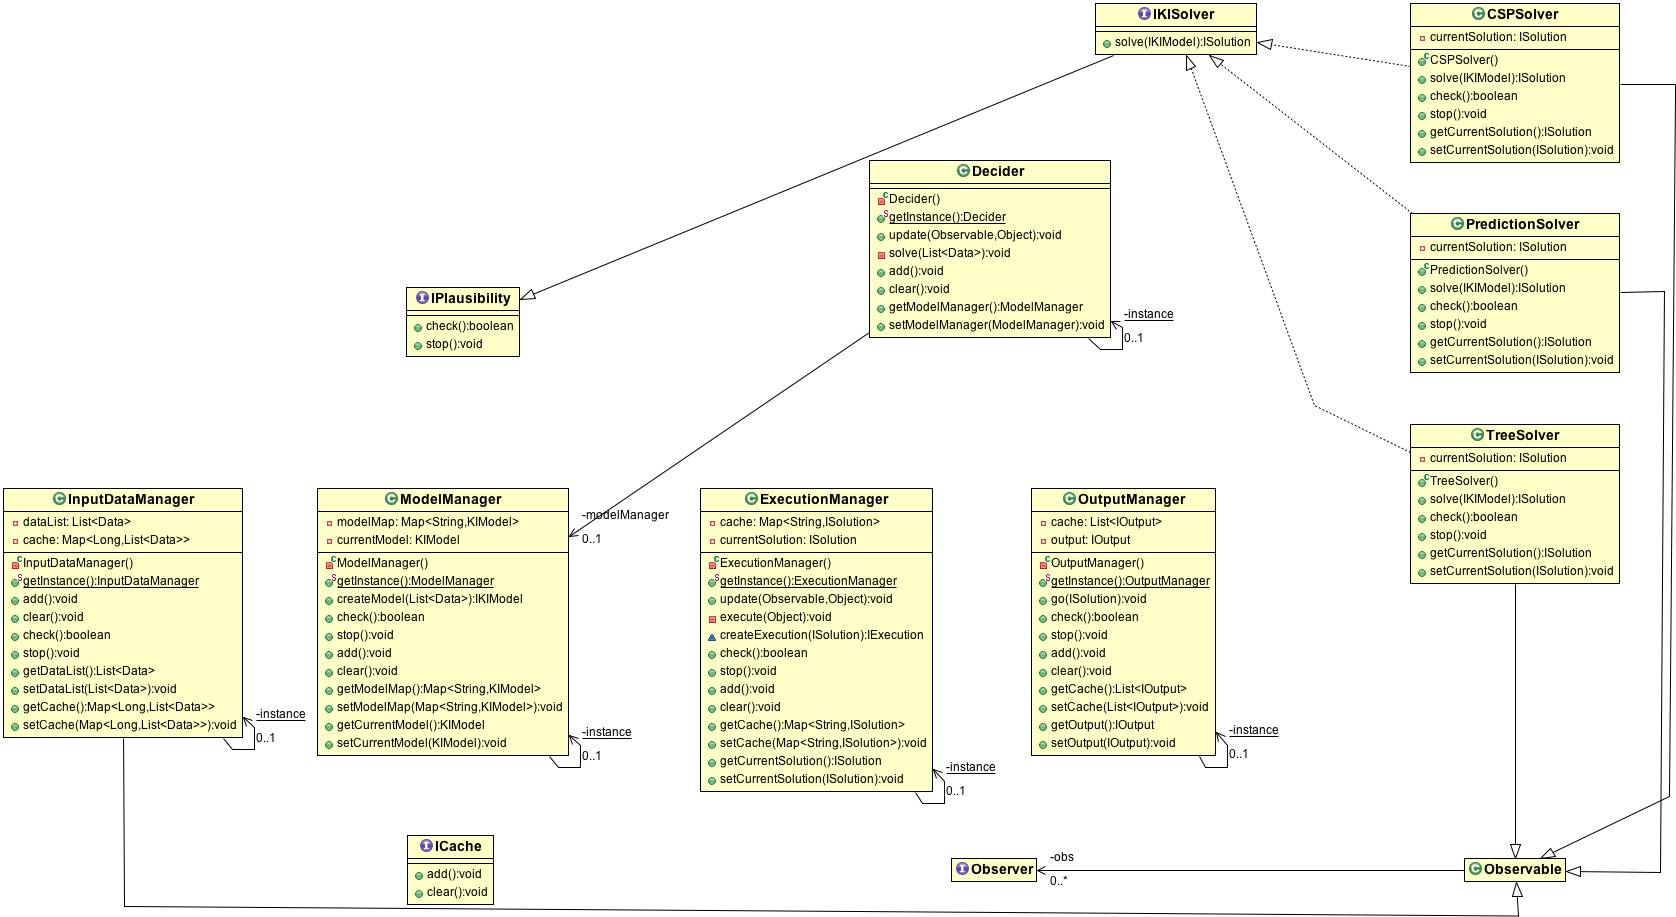 IKISolver
solve(IKIModel):ISolution
CSPSolver
currentSolution: ISolution
CSPSolver()
solve(IKIModel):ISolution
check():boolean
stop():void
getCurrentSolution():ISolution
setCurrentSolution(ISolution):void
Decider
Decider()
getInstance():Decider
update(Observable,Object):void
solve(List<Data>):void
add():void
clear():void
getModelManager():ModelManager
setModelManager(ModelManager):void
-instance
0..1
PredictionSolver
currentSolution: ISolution
PredictionSolver()
solve(IKIModel):ISolution
check():boolean
stop():void
getCurrentSolution():ISolution
setCurrentSolution(ISolution):void
IPlausibility
check():boolean
stop():void
TreeSolver
currentSolution: ISolution
TreeSolver()
solve(IKIModel):ISolution
check():boolean
stop():void
getCurrentSolution():ISolution
setCurrentSolution(ISolution):void
InputDataManager
dataList: List<Data>
cache: Map<Long,List<Data>>
InputDataManager()
getInstance():InputDataManager
add():void
clear():void
check():boolean
stop():void
getDataList():List<Data>
setDataList(List<Data>):void
getCache():Map<Long,List<Data>>
setCache(Map<Long,List<Data>>):void
-instance
0..1
ModelManager
modelMap: Map<String,KIModel>
currentModel: KIModel
ModelManager()
getInstance():ModelManager
createModel(List<Data>):IKIModel
check():boolean
stop():void
add():void
clear():void
getModelMap():Map<String,KIModel>
setModelMap(Map<String,KIModel>):void
getCurrentModel():KIModel
setCurrentModel(KIModel):void
-modelManager
0..1
-instance
0..1
ExecutionManager
cache: Map<String,ISolution>
currentSolution: ISolution
ExecutionManager()
getInstance():ExecutionManager
update(Observable,Object):void
execute(Object):void
createExecution(ISolution):IExecution
check():boolean
stop():void
add():void
clear():void
getCache():Map<String,ISolution>
setCache(Map<String,ISolution>):void
getCurrentSolution():ISolution
setCurrentSolution(ISolution):void
-instance
0..1
OutputManager
cache: List<IOutput>
output: IOutput
OutputManager()
getInstance():OutputManager
go(ISolution):void
check():boolean
stop():void
add():void
clear():void
getCache():List<IOutput>
setCache(List<IOutput>):void
getOutput():IOutput
setOutput(IOutput):void
-instance
0..1
ICache
add():void
clear():void
Observer
-obs
0..*
Observable